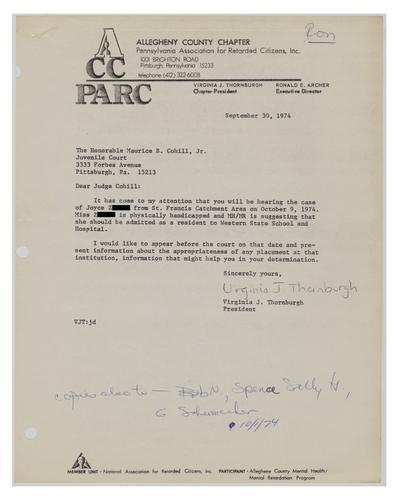 Ron
A
CC
PARC
ALLEGHENY COUNTY CHAPTER
Pennsylvania Association for Retarded Citizens, Inc.
1001 BRIGHTON ROAD
Pittsburgh, Pennsylvania 15233
telephone (412) 322-6008
VIRGINIA J. THORNBURGH
Chapter President
RONALD E. ARCHER
Executive Director
September 30, 1974
The Honorable Maurice B. Cohill, Jr.
Juvenile Court
3333 Forbes Avenue
Pittsburgh, Pa. 15213
Dear Judge Cohill:
It has come to my attention that you will be hearing the case
of Joyce Z from St. Francis Catchment Area on October 9, 1974.
Miss Z is physically handicapped and MH/MR is suggesting that
she should be admitted as a resident to Western State School and
Hospital.
I would like to appear before the court on that date and pre-
sent information about the appropriateness of any placement at that
institution, information that might help you in your determination.
Sincerely yours,
Virginia J. Thornburgh
Virginia J. Thornburgh
President
VJT:jd
copies also to — Bob N, Spence, Sally H,
G
10/1/74
MEMBER UNIT - National Association for Retarded Citizens, Inc. PARTICIPANT - Allegheny County Mental Health/
Mental Retardation Program